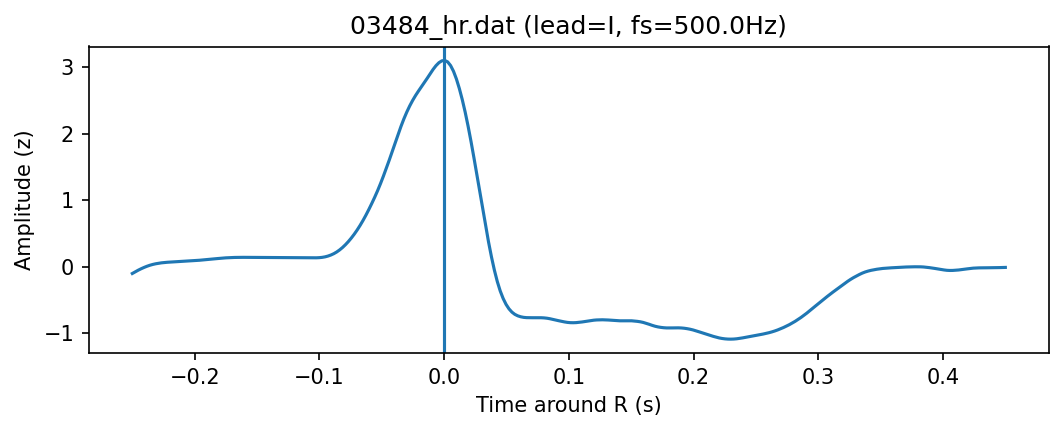 03484_hr.dat (lead=I, fs=500.0Hz)
Amplitude (z)
3
2
1
0
−1
−0.2 −0.1 0.0 0.1 0.2 0.3 0.4
Time around R (s)